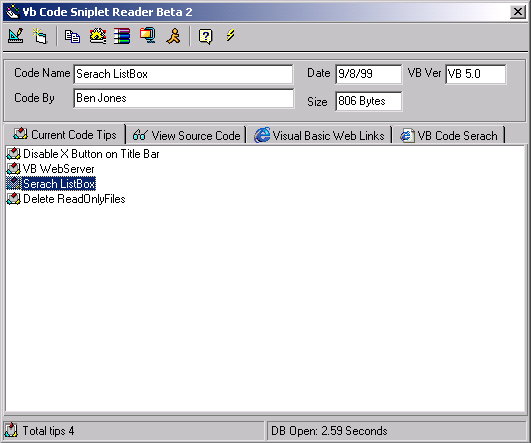 Vb Code Sniplet Reader Beta 2
Code Name Serach ListBox Date 9/8/99 VB Ver VB 5.0
Code By Ben Jones Size 806 Bytes
Current Code Tips View Source Code Visual Basic Web Links VB Code Serach
Disable X Button on Title Bar
VB WebServer
Serach ListBox
Delete ReadOnlyFiles
Total tips 4 DB Open: 2.59 Seconds